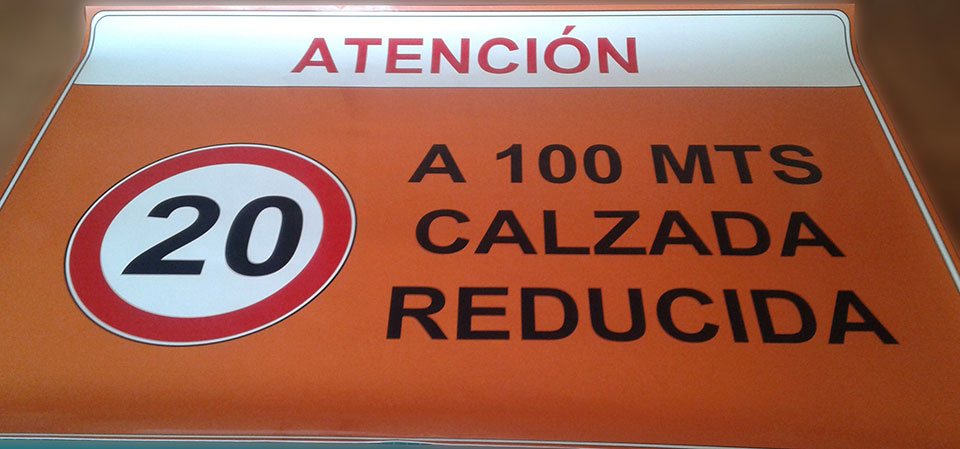 ATENCIÓN
20
A 100 MTS
CALZADA
REDUCIDA